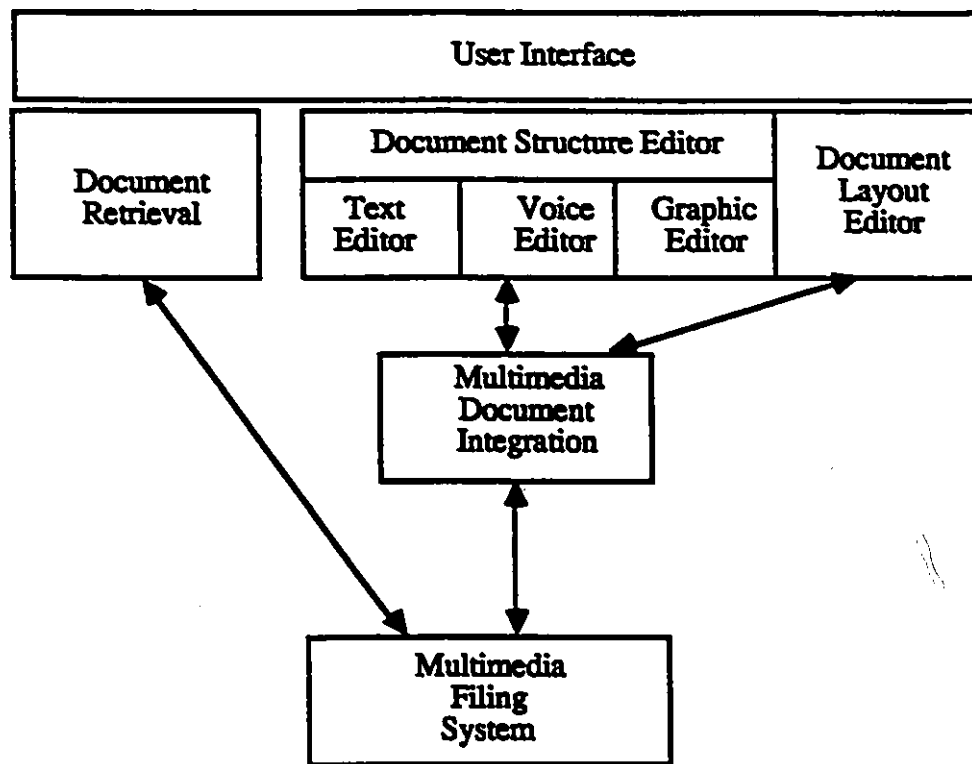 User Interface
Document
Retrieval
Document Structure Editor
Text
Editor
Voice
Editor
Graphic
Editor
Document
Layout
Editor
Multimedia
Document
Integration
Multimedia
Filing
System